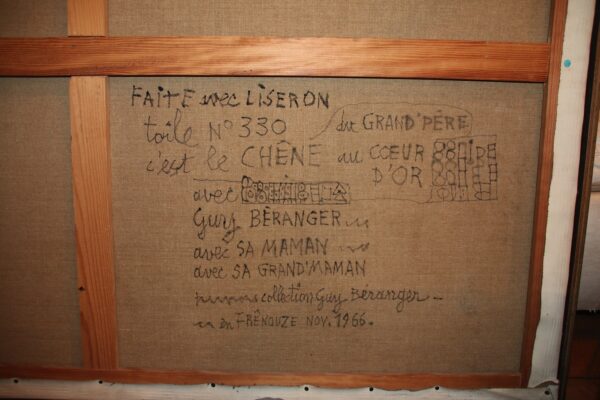 FAITE avec LISERON
toile N° 330 du GRAND'PÈRE
c'est le CHÊNE au COEUR
D'OR
avec
Guy BÉRANGER
avec SA MAMAN
avec SA GRAND'MAMAN
collection Guy Béranger
en FRÉNOUZE NOV. 1966.